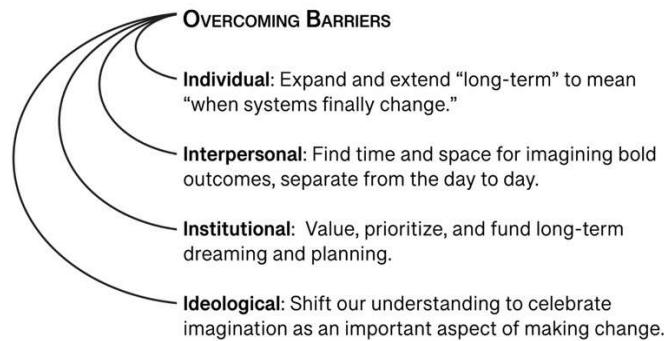 OVERCOMING BARRIERS
Individual: Expand and extend “long-term” to mean
“when systems finally change.”
Interpersonal: Find time and space for imagining bold
outcomes, separate from the day to day.
Institutional: Value, prioritize, and fund long-term
dreaming and planning.
Ideological: Shift our understanding to celebrate
imagination as an important aspect of making change.